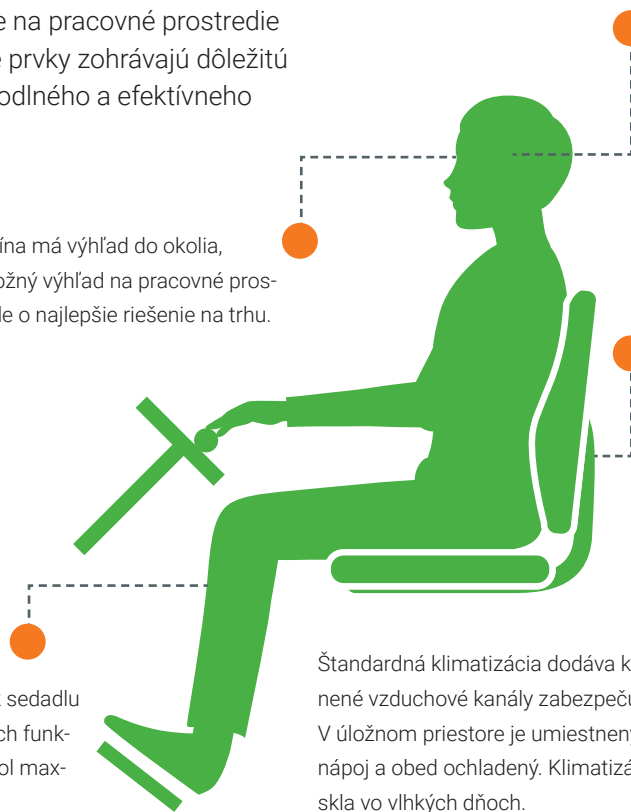 e na pracovné prostredie
é prvky zohrávajú dôležitú
odlného a efektívneho
ína má výhľad do okolia,
ožný výhľad na pracovné pros-
le o najlepšie riešenie na trhu.
k sedadlu
ch funk-
ol max-
Štandardná klimatizácia dodáva k
nené vzduchové kanály zabezpeču
V úložnom priestore je umiestnený
nápoj a obed ochladený. Klimatizá
skla vo vlhkých dňoch.